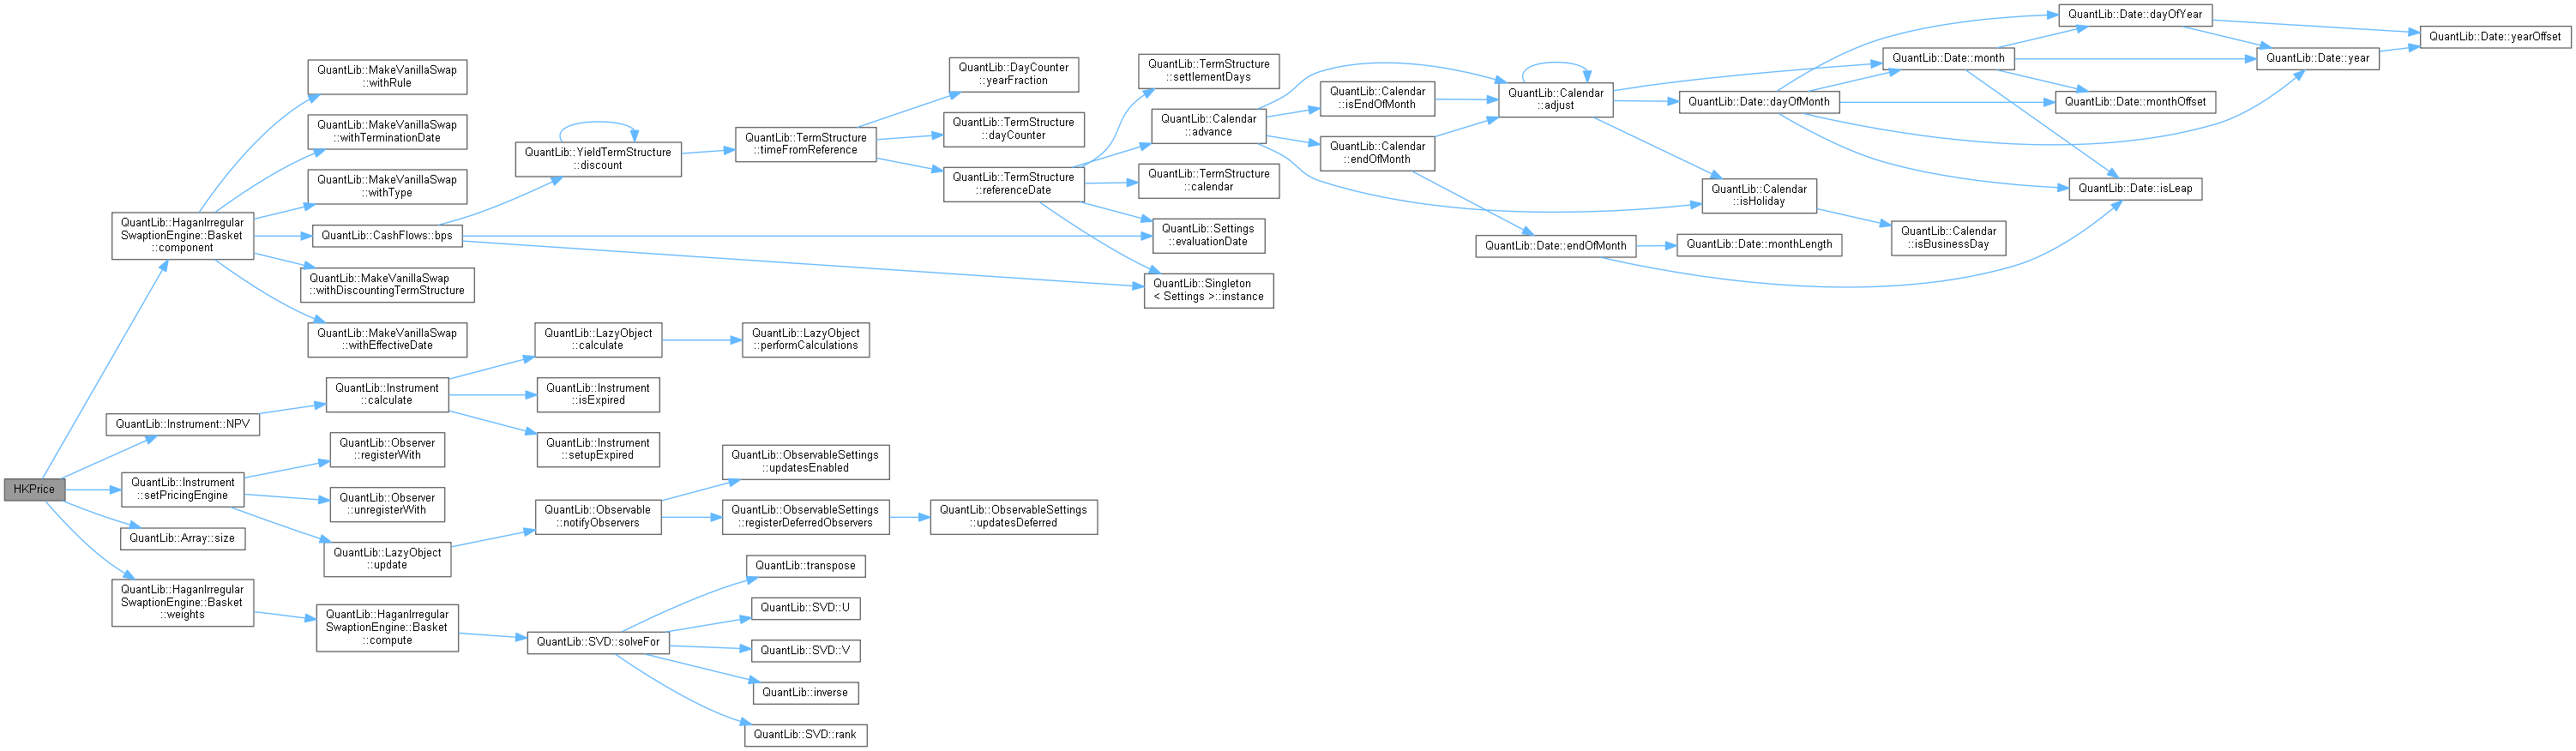 HKPrice
QuantLib::HaganIrregular
SwaptionEngine::Basket
::component
QuantLib::MakeVanillaSwap
::withRule
QuantLib::MakeVanillaSwap
::withTerminationDate
QuantLib::MakeVanillaSwap
::withType
QuantLib::CashFlows::bps
QuantLib::MakeVanillaSwap
::withDiscountingTermStructure
QuantLib::MakeVanillaSwap
::withEffectiveDate
QuantLib::YieldTermStructure
::discount
QuantLib::TermStructure
::timeFromReference
QuantLib::DayCounter
::yearFraction
QuantLib::TermStructure
::dayCounter
QuantLib::TermStructure
::referenceDate
QuantLib::TermStructure
::settlementDays
QuantLib::Calendar
::advance
QuantLib::TermStructure
::calendar
QuantLib::Settings
::evaluationDate
QuantLib::Singleton
< Settings >::instance
QuantLib::Calendar
::isEndOfMonth
QuantLib::Calendar
::endOfMonth
QuantLib::Calendar
::adjust
QuantLib::Date::endOfMonth
QuantLib::Date::dayOfMonth
QuantLib::Calendar
::isHoliday
QuantLib::Date::monthLength
QuantLib::Date::month
QuantLib::Calendar
::isBusinessDay
QuantLib::Date::dayOfYear
QuantLib::Date::monthOffset
QuantLib::Date::isLeap
QuantLib::Date::year
QuantLib::Date::yearOffset
QuantLib::Instrument::NPV
QuantLib::Instrument
::calculate
QuantLib::LazyObject
::calculate
QuantLib::LazyObject
::performCalculations
QuantLib::Instrument
::isExpired
QuantLib::Instrument
::setupExpired
QuantLib::Instrument
::setPricingEngine
QuantLib::Observer
::registerWith
QuantLib::Observer
::unregisterWith
QuantLib::LazyObject
::update
QuantLib::Observable
::notifyObservers
QuantLib::ObservableSettings
::updatesEnabled
QuantLib::ObservableSettings
::registerDeferredObservers
QuantLib::ObservableSettings
::updatesDeferred
QuantLib::Array::size
QuantLib::HaganIrregular
SwaptionEngine::Basket
::weights
QuantLib::HaganIrregular
SwaptionEngine::Basket
::compute
QuantLib::SVD::solveFor
QuantLib::transpose
QuantLib::SVD::U
QuantLib::SVD::V
QuantLib::inverse
QuantLib::SVD::rank